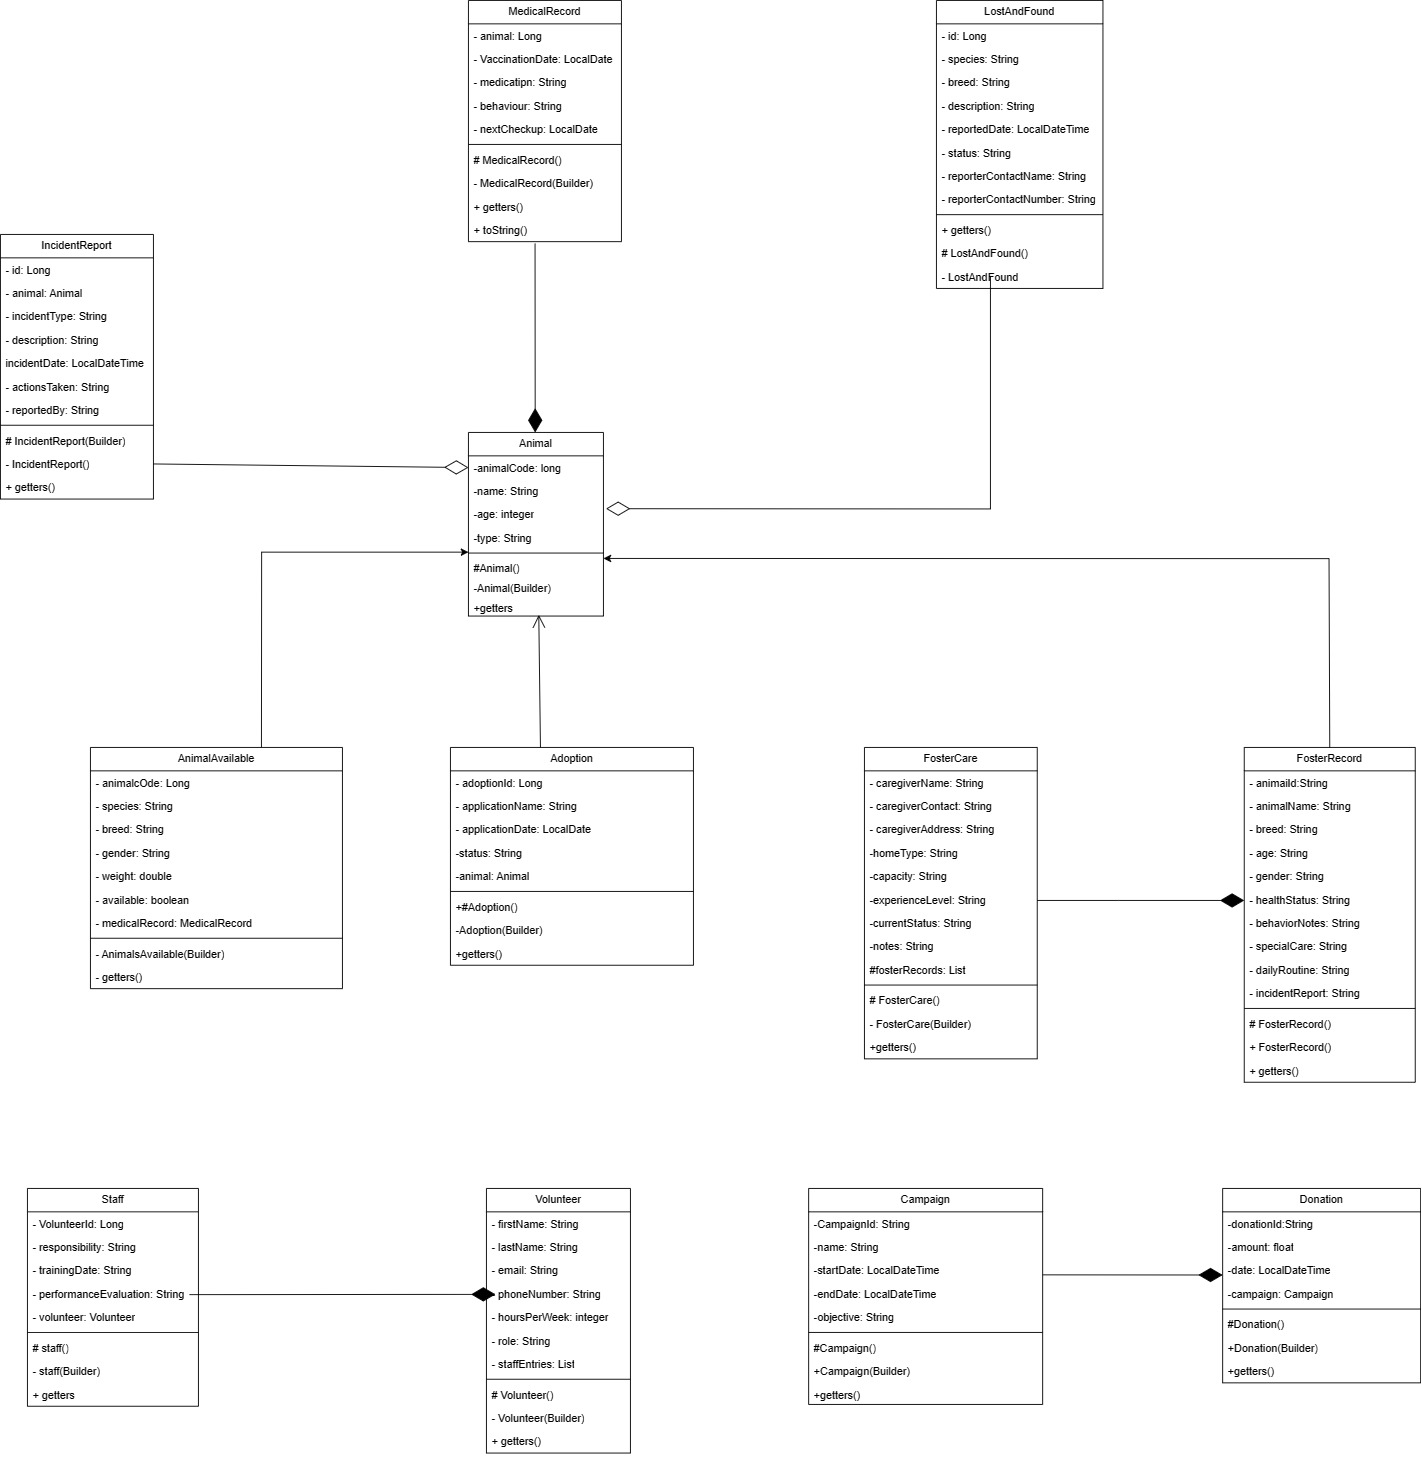 MedicalRecord
- animal: Long
- VaccinationDate: LocalDate
- medicatipn: String
- behaviour: String
- nextCheckup: LocalDate
# MedicalRecord()
- MedicalRecord(Builder)
+ getters()
+ toString()
LostAndFound
- id: Long
- species: String
- breed: String
- description: String
- reportedDate: LocalDateTime
- status: String
- reporterContactName: String
- reporterContactNumber: String
+ getters()
# LostAndFound()
- LostAndFound
IncidentReport
- id: Long
- animal: Animal
- incidentType: String
- description: String
incidentDate: LocalDateTime
- actionsTaken: String
- reportedBy: String
# IncidentReport(Builder)
- IncidentReport()
+ getters()
Animal
-animalCode: long
-name: String
-age: integer
-type: String
#Animal()
-Animal(Builder)
+getters
AnimalAvailable
- animalcOde: Long
- species: String
- breed: String
- gender: String
- weight: double
- available: boolean
- medicalRecord: MedicalRecord
- AnimalsAvailable(Builder)
- getters()
Adoption
- adoptionId: Long
- applicationName: String
- applicationDate: LocalDate
-status: String
-animal: Animal
+#Adoption()
-Adoption(Builder)
+getters()
FosterCare
- caregiverName: String
- caregiverContact: String
- caregiverAddress: String
-homeType: String
-capacity: String
-experienceLevel: String
-currentStatus: String
-notes: String
#fosterRecords: List
# FosterCare()
- FosterCare(Builder)
+getters()
FosterRecord
- animaiId:String
- animalName: String
- breed: String
- age: String
- gender: String
- healthStatus: String
- behaviorNotes: String
- specialCare: String
- dailyRoutine: String
- incidentReport: String
# FosterRecord()
+ FosterRecord()
+ getters()
Staff
- VolunteerId: Long
- responsibility: String
- trainingDate: String
- performanceEvaluation: String
- volunteer: Volunteer
# staff()
- staff(Builder)
+ getters
Volunteer
- firstName: String
- lastName: String
- email: String
phoneNumber: String
- hoursPerWeek: integer
- role: String
- staffEntries: List
# Volunteer()
- Volunteer(Builder)
+ getters()
Campaign
-CampaignId: String
-name: String
-startDate: LocalDateTime
-endDate: LocalDateTime
-objective: String
#Campaign()
+Campaign(Builder)
+getters()
Donation
-donationId:String
-amount: float
-date: LocalDateTime
-campaign: Campaign
#Donation()
+Donation(Builder)
+getters()